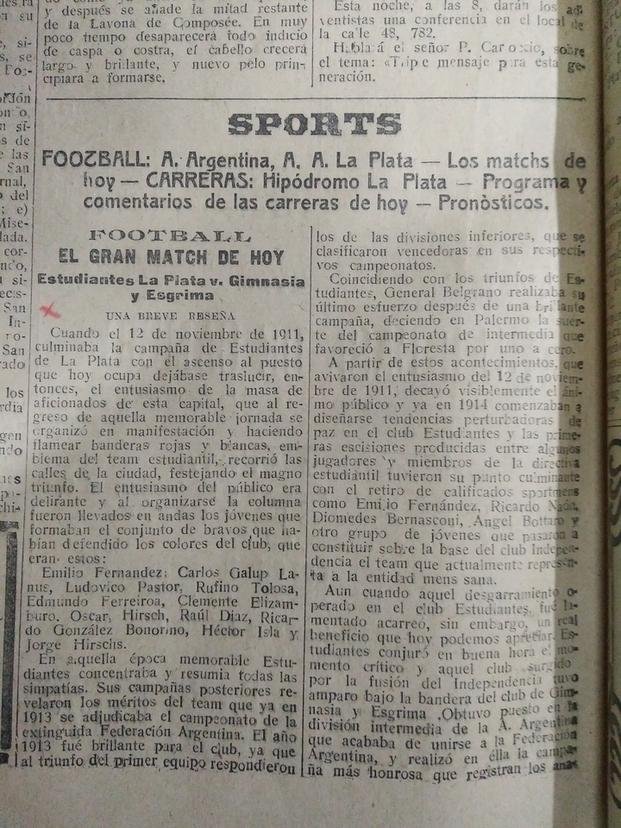 y después se añade la mitad restante
de la Lavona de Composée. En muy
poco tiempo desaparecerá todo indicio
de caspa o costra, el cabello crecerá
largo y brillante, y nuevo pelo prin-
cipiará a formarse.
Esta noche, a las 8, darán los ad
ventistas una conferencia en el local de
la calle 48, 782.
Hablará el señor P. sobre
el tema: mensaje para esta ge-
neración.
SPORTS
FOOTBALL: A. Argentina, A. A. La Plata — Los matchs de
hoy — CARRERAS: Hipódromo La Plata — Programa y
comentarios de las carreras de hoy — Pronósticos.
FOOTBALL
EL GRAN MATCH DE HOY
Estudiantes La Plata v. Gimnasia
y Esgrima
UNA BREVE RESEÑA
Cuando el 12 de noviembre de 1911,
culminaba la campaña de Estudiantes
de La Plata con el ascenso al puesto
que hoy ocupa dejábase traslucir, en-
tonces, el entusiasmo de la masa de
aficionados de esta capital, que al re-
greso de aquella memorable jornada se
organizó en manifestación y haciendo
flamear banderas rojas y blancas, em-
blema del team estudiantil, recorrió las
calles de la ciudad, festejando el magno
triunfo. El entusiasmo del público era
delirante y al organizarse la columna
fueron llevados en andas los jóvenes que
formaban el conjunto de bravos que ha-
bían defendido los colores del club, que
eran estos:
Emilio Fernandez; Carlos Galup La-
nus, Ludovico Pastor, Rufino Tolosa,
Edmundo Ferreiroa, Clemente Elizam-
buro, Oscar, Hirsch, Raúl Diaz, Ricar-
do González Bonorino, Héctor Isla y
Jorge Hirschs.
En aquella época memorable Estu-
diantes concentraba y resumia todas las
simpatías. Sus campañas posteriores re-
velaron los méritos del team que ya en
1913 se adjudicaba el campeonato de la
extinguida Federación Argentina. El año
1913 fué brillante para el club, ya que
al triunfo del primer equipo respondieron
los de las divisiones inferiores, que se
clasificaron vencedoras en sus respecti-
vos campeonatos.
Coincidiendo con los triunfos de Es-
tudiantes, General Belgrano realizaba su
último esfuerzo después de una brillante
campaña, deciendo en Palermo la suer-
te del campeonato de intermedia que
favoreció a Floresta por uno a cero.
A partir de estos acontecimientos, que
avivaron el entusiasmo del 12 de noviem-
bre de 1911, decayó visiblemente el áni-
mo público y ya en 1914 comenzaban a
diseñarse tendencias perturbadoras de
paz en el club Estudiantes y las prime-
ras escisiones producidas entre algunos
jugadores y miembros de la directiva
estudiantil tuvieron su punto culminante
con el retiro de calificados sportmens
como Emilio Fernández, Ricardo Naón,
Diomedes Bernasconi, Angel Bottaro y
otro grupo de jóvenes que pasaron a
constituir sobre la base del club Indepen-
dencia el team que actualmente represen-
ta a la entidad mens sana.
Aun cuando aquel desgarramiento o-
perado en el club Estudiantes, fué la-
mentado acarreó, sin embargo, un real
beneficio que hoy podemos apreciar. Es-
tudiantes conjuró en buena hora el mo-
mento crítico y aquel club surgido
por la fusión del Independencia tuvo
amparo bajo la bandera del club de Gim-
nasia y Esgrima .Obtuvo puesto en la
división intermedia de la A. Argentina
que acababa de unirse a la Federación
Argentina, y realizó en ella la campa-
ña más honrosa que registran los anas